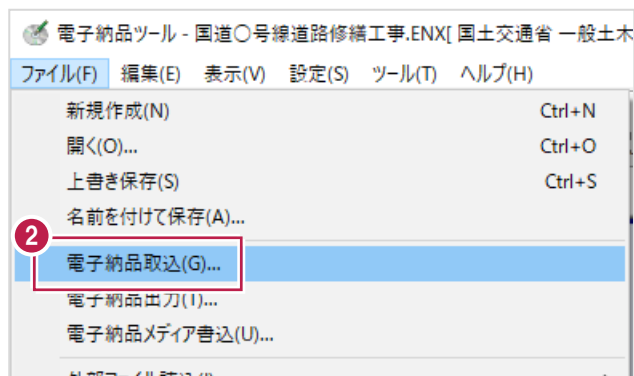 電子納品ツール - 国道〇号線道路修繕工事.ENX[ 国土交通省 一般土木
ファイル(F) 編集(E) 表示(V) 設定(S) ツール(T) ヘルプ(H)
新規作成(N) Ctrl+N
開く(O)... Ctrl+O
上書き保存(S) Ctrl+S
名前を付けて保存(A)...
2
電子納品取込(G)...
電子納品出力(T)...
電子納品メディア書込(U)...